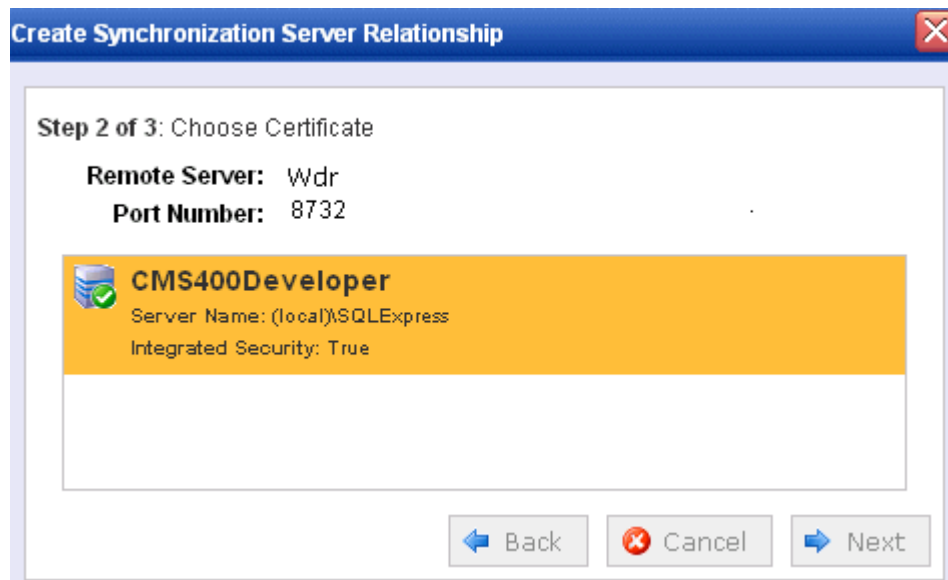 Create Synchronization Server Relationship
Step 2 of 3: Choose Certificate
Remote Server: Wdr
Port Number: 8732
CMS400Developer
Server Name: (local)\SQLExpress
Integrated Security: True
Back Cancel Next